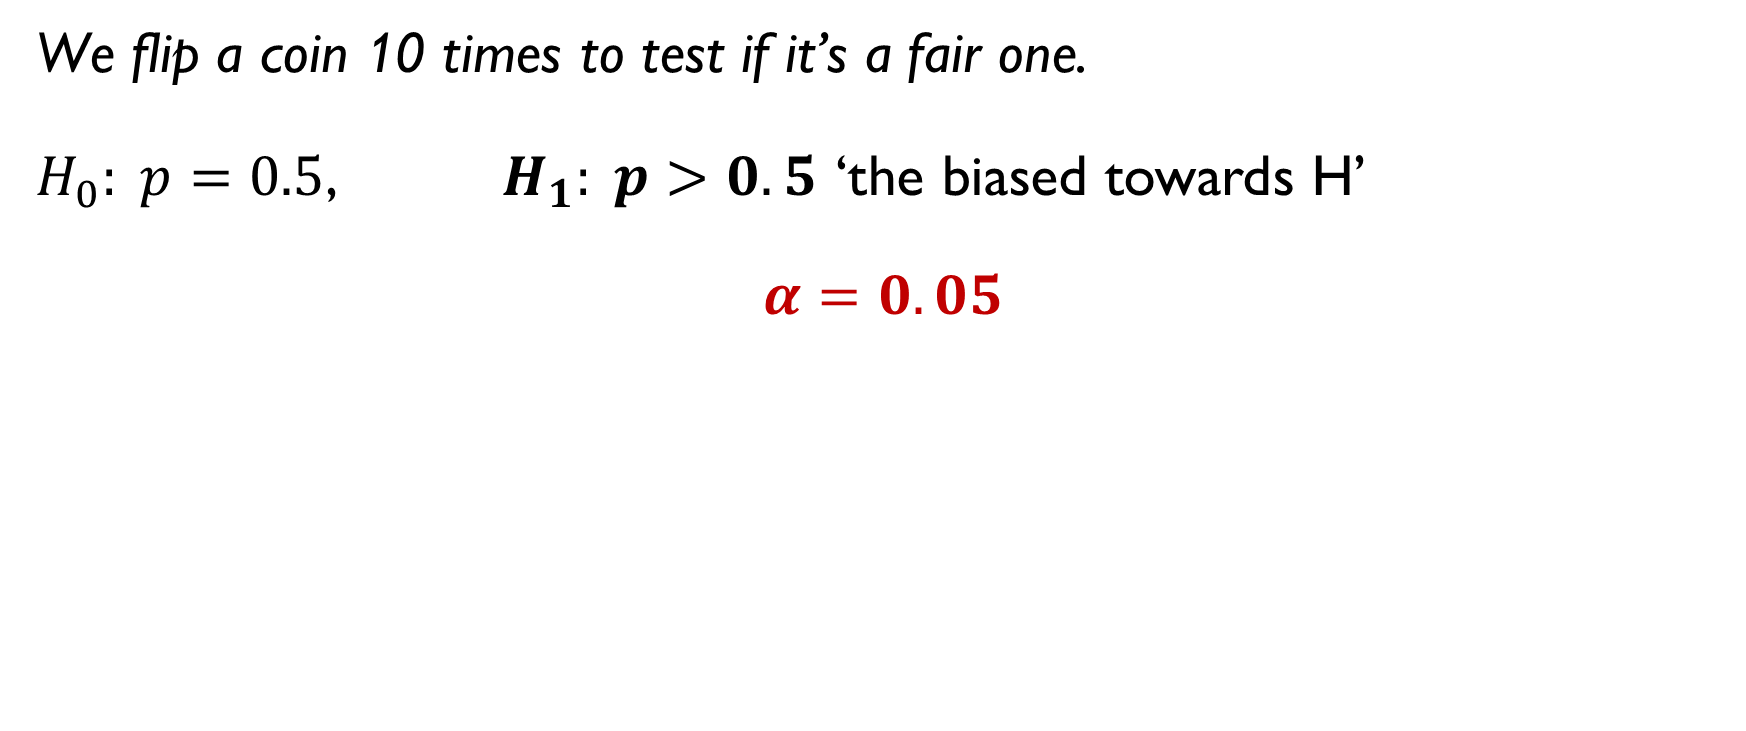 We flip a coin 10 times to test if it’s a fair one.
H₀: p = 0.5, H₁: p > 0.5 ‘the biased towards H’
α = 0.05